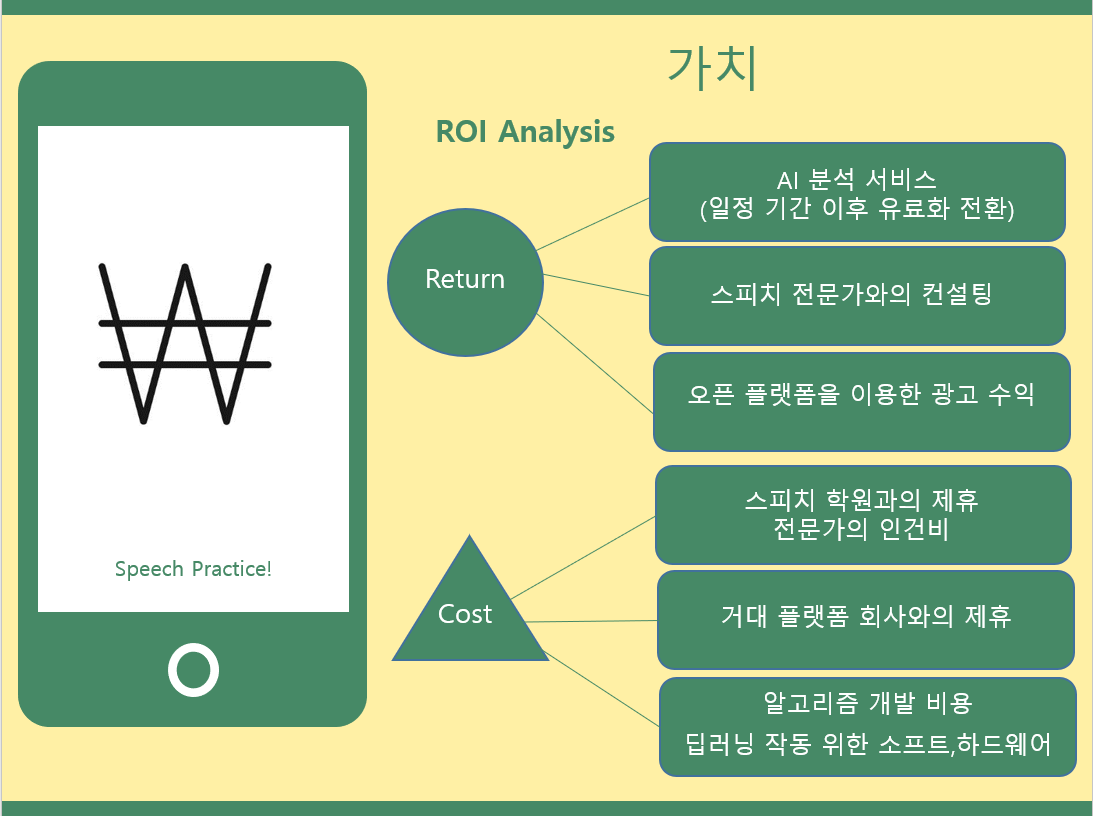 가치
ROI Analysis
Return
AI 분석 서비스
(일정 기간 이후 유료화 전환)
스피치 전문가와의 컨설팅
오픈 플랫폼을 이용한 광고 수익
Cost
스피치 학원과의 제휴
전문가의 인건비
거대 플랫폼 회사와의 제휴
알고리즘 개발 비용
딥러닝 작동 위한 소프트,하드웨어
₩
Speech Practice!